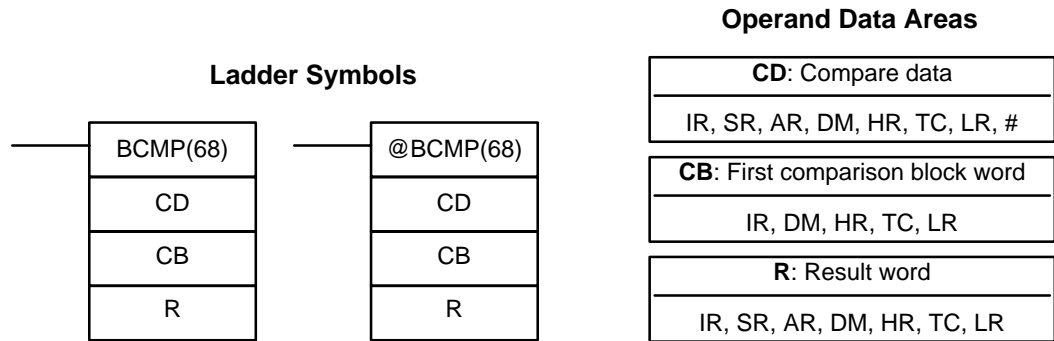 Ladder Symbols
BCMP(68)
CD
CB
R
@BCMP(68)
CD
CB
R
Operand Data Areas
CD: Compare data
IR, SR, AR, DM, HR, TC, LR, #
CB: First comparison block word
IR, DM, HR, TC, LR
R: Result word
IR, SR, AR, DM, HR, TC, LR